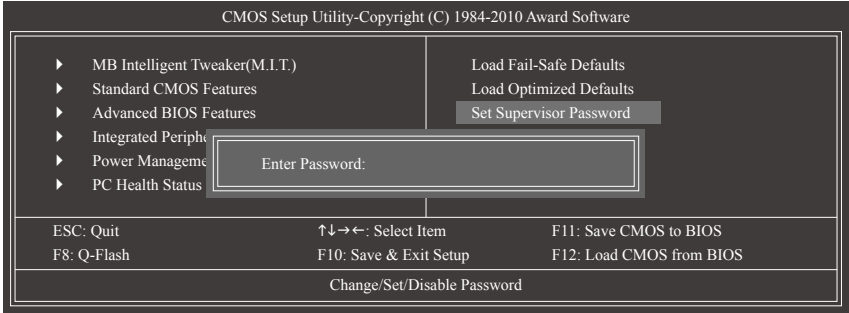 CMOS Setup Utility-Copyright (C) 1984-2010 Award Software
MB Intelligent Tweaker(M.I.T.)
Standard CMOS Features
Advanced BIOS Features
Integrated Periphe
Power Manageme
PC Health Status
Load Fail-Safe Defaults
Load Optimized Defaults
Set Supervisor Password
Enter Password:
ESC: Quit
↑↓→←: Select Item
F11: Save CMOS to BIOS
F8: Q-Flash
F10: Save & Exit Setup
F12: Load CMOS from BIOS
Change/Set/Disable Password